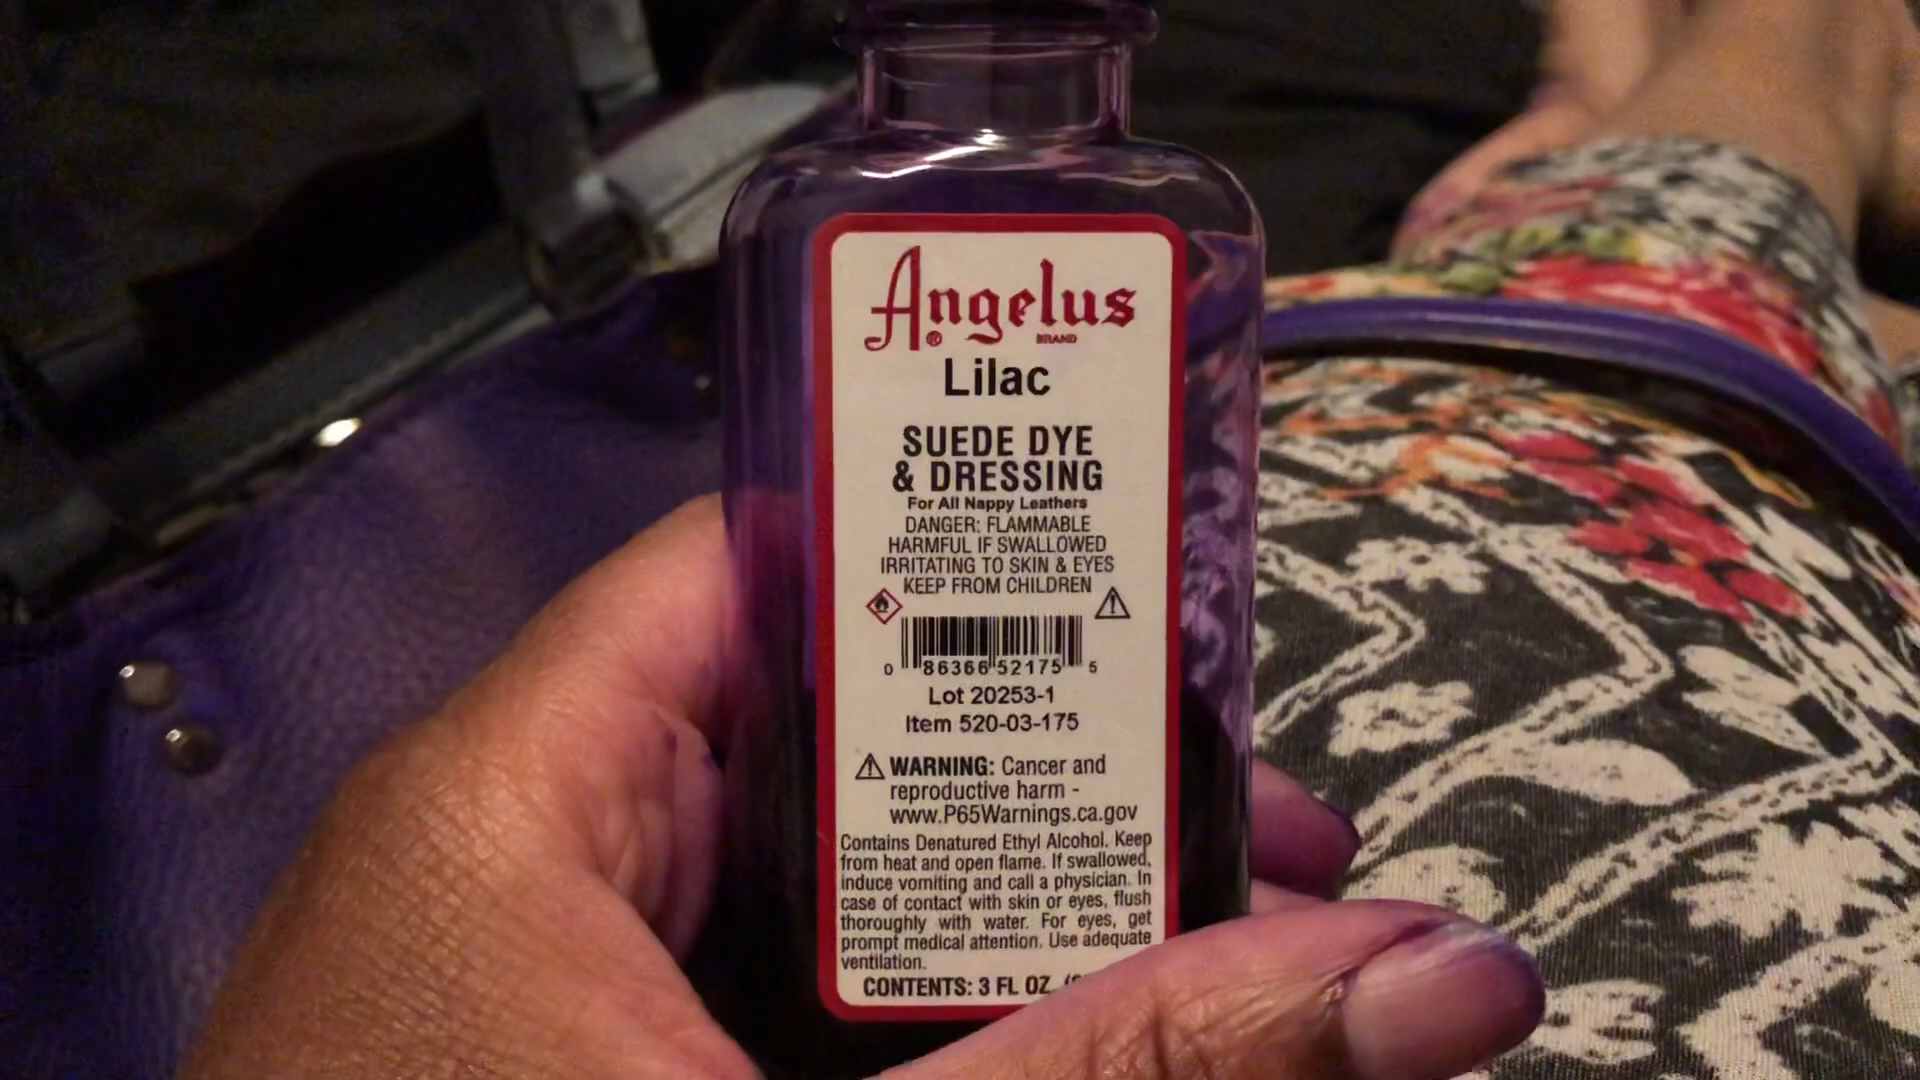 Angelus®
BRAND
Lilac
SUEDE DYE
& DRESSING
For All Nappy Leathers
DANGER: FLAMMABLE
HARMFUL IF SWALLOWED
IRRITATING TO SKIN & EYES
KEEP FROM CHILDREN
0 86366 52175 5
Lot 20253-1
Item 520-03-175
WARNING: Cancer and
reproductive harm -
www.P65Warnings.ca.gov
Contains Denatured Ethyl Alcohol. Keep
from heat and open flame. If swallowed,
induce vomiting and call a physician. In
case of contact with skin or eyes, flush
thoroughly with water. For eyes, get
prompt medical attention. Use adequate
ventilation.
CONTENTS: 3 FL OZ